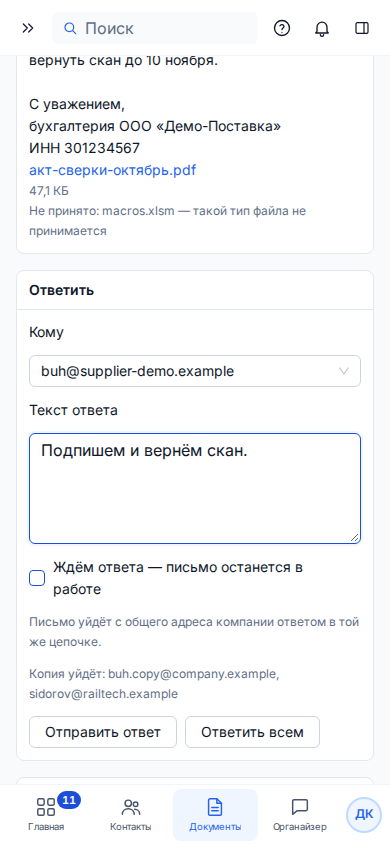 Поиск
вернуть скан до 10 ноября.
С уважением,
бухгалтерия ООО «Демо-Поставка»
ИНН 301234567
акт-сверки-октябрь.pdf
47,1 КБ
Не принято: macros.xlsm — такой тип файла не
принимается
Ответить
Кому
buh@supplier-demo.example
Текст ответа
Подпишем и вернём скан.
Ждём ответа — письмо останется в
работе
Письмо уйдёт с общего адреса компании ответом в той
же цепочке.
Копия уйдёт: buh.copy@company.example,
sidorov@railtech.example
Отправить ответ
Ответить всем
11
Главная
Контакты
Документы
Органайзер
ДК